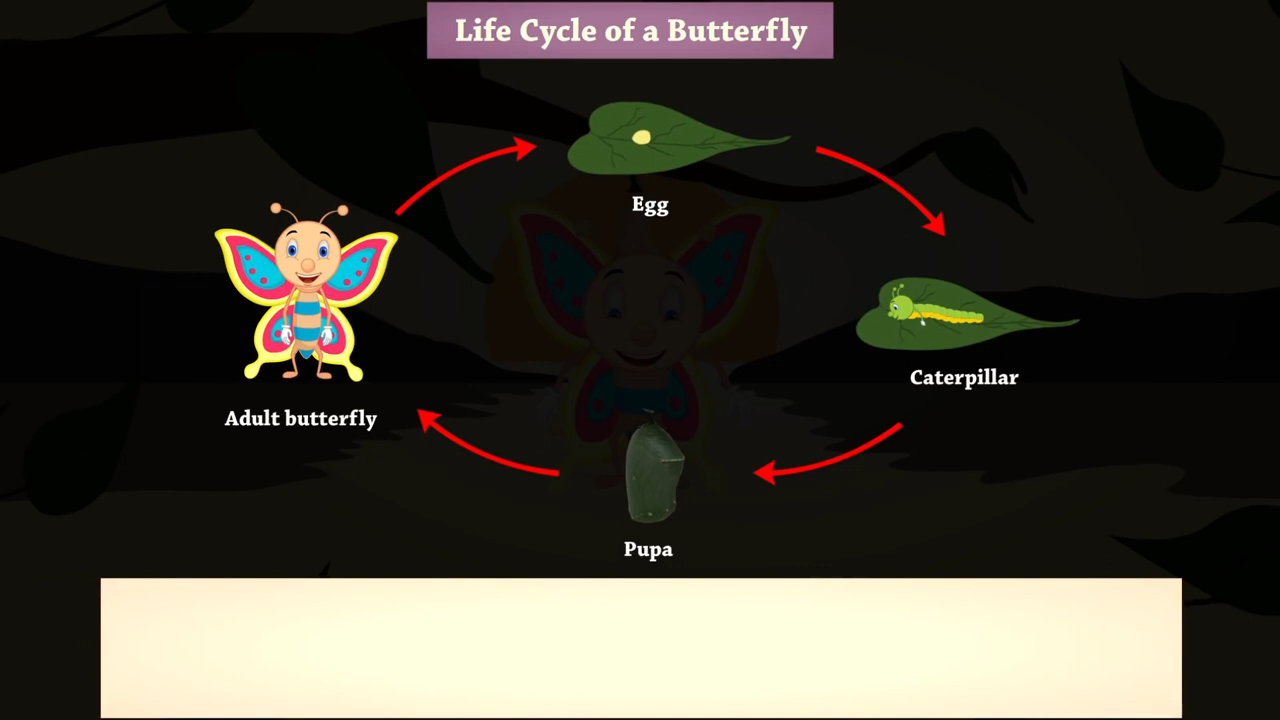 Life Cycle of a Butterfly
Egg
Caterpillar
Adult butterfly
Pupa